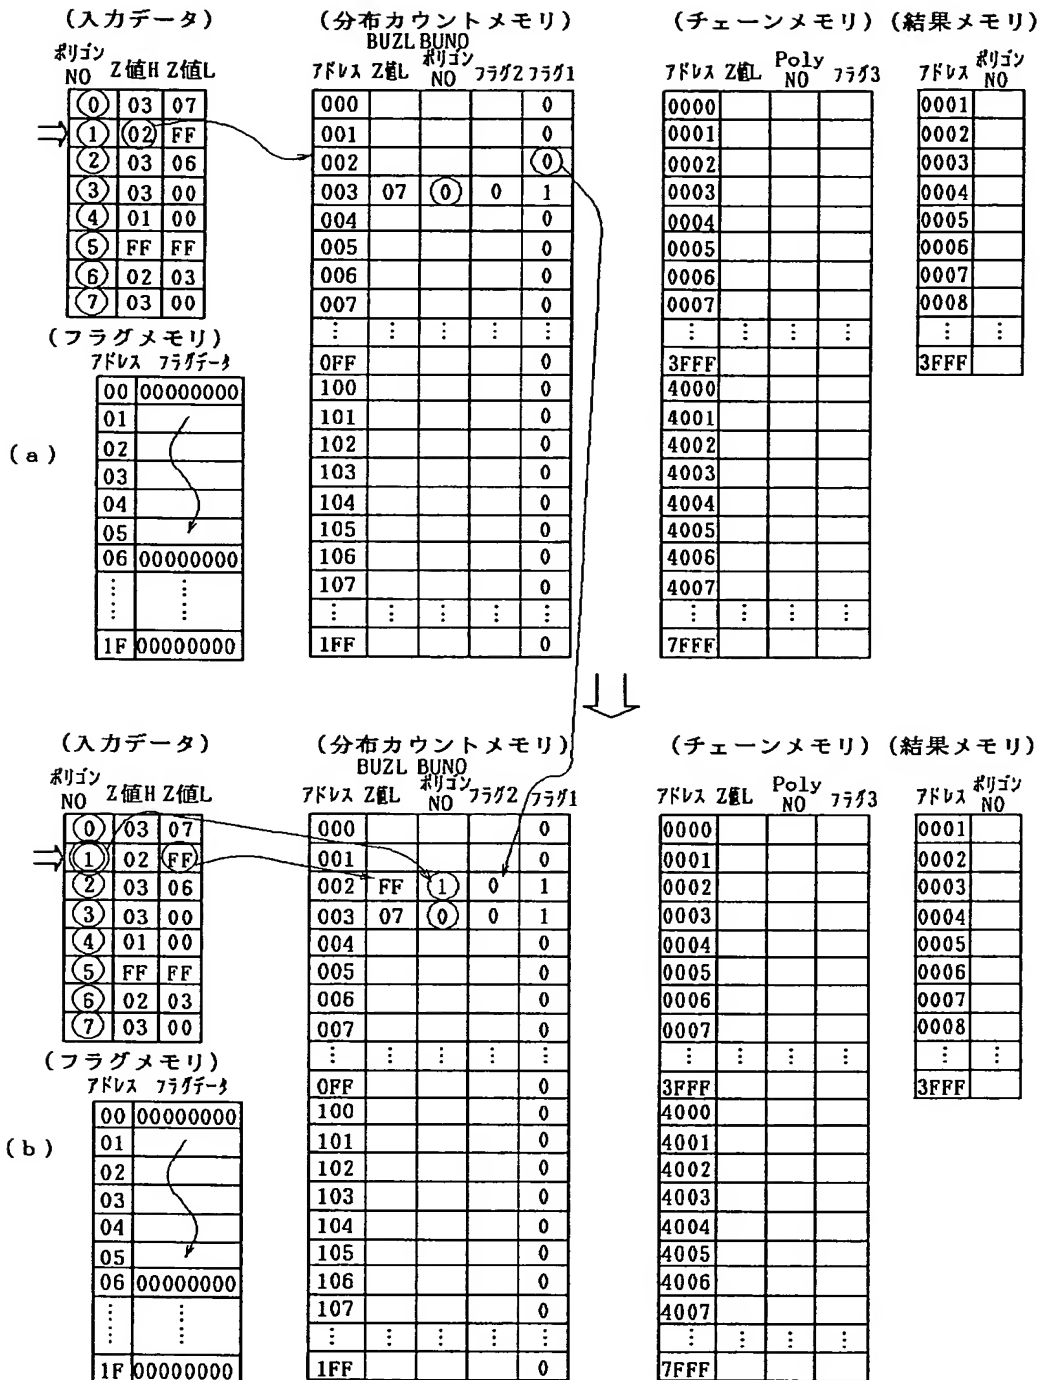 (入力データ) (分布カウントメモリ) (チェーンメモリ) (結果メモリ)
BUZL BUNO
ポリゴン NO Z値H Z値L アドレス Z値L ポリゴン NO フラグ2 フラグ1 アドレス Z値L Poly NO フラグ3 アドレス ポリゴン NO
0 03 07 000 0 0000 0001
1 02 FF 001 0 0001 0002
2 03 06 002 0 0002 0003
3 03 00 003 07 0 0 1 0003 0004
4 01 00 004 0 0004 0005
5 FF FF 005 0 0005 0006
6 02 03 006 0 0006 0007
7 03 00 007 0 0007 0008
(フラグメモリ) ⋮ ⋮ ⋮ ⋮ ⋮ ⋮ ⋮ ⋮ ⋮ ⋮ ⋮
アドレス フラグデータ 0FF 0 3FFF 3FFF
00 00000000 100 0 4000
01 101 0 4001
(a) 02 102 0 4002
03 103 0 4003
04 104 0 4004
05 105 0 4005
06 00000000 106 0 4006
⋮ ⋮ 107 0 4007
⋮ ⋮ ⋮ ⋮ ⋮ ⋮ ⋮ ⋮ ⋮
1F 00000000 1FF 0 7FFF
(入力データ) (分布カウントメモリ) (チェーンメモリ) (結果メモリ)
BUZL BUNO
ポリゴン NO Z値H Z値L アドレス Z値L ポリゴン NO フラグ2 フラグ1 アドレス Z値L Poly NO フラグ3 アドレス ポリゴン NO
0 03 07 000 0 0000 0001
1 02 FF 001 0 0001 0002
2 03 06 002 FF 1 0 1 0002 0003
3 03 00 003 07 0 0 1 0003 0004
4 01 00 004 0 0004 0005
5 FF FF 005 0 0005 0006
6 02 03 006 0 0006 0007
7 03 00 007 0 0007 0008
(フラグメモリ) ⋮ ⋮ ⋮ ⋮ ⋮ ⋮ ⋮ ⋮ ⋮ ⋮ ⋮
アドレス フラグデータ 0FF 0 3FFF 3FFF
00 00000000 100 0 4000
(b) 01 101 0 4001
02 102 0 4002
03 103 0 4003
04 104 0 4004
05 105 0 4005
06 00000000 106 0 4006
⋮ ⋮ 107 0 4007
⋮ ⋮ ⋮ ⋮ ⋮ ⋮ ⋮ ⋮ ⋮
1F 00000000 1FF 0 7FFF